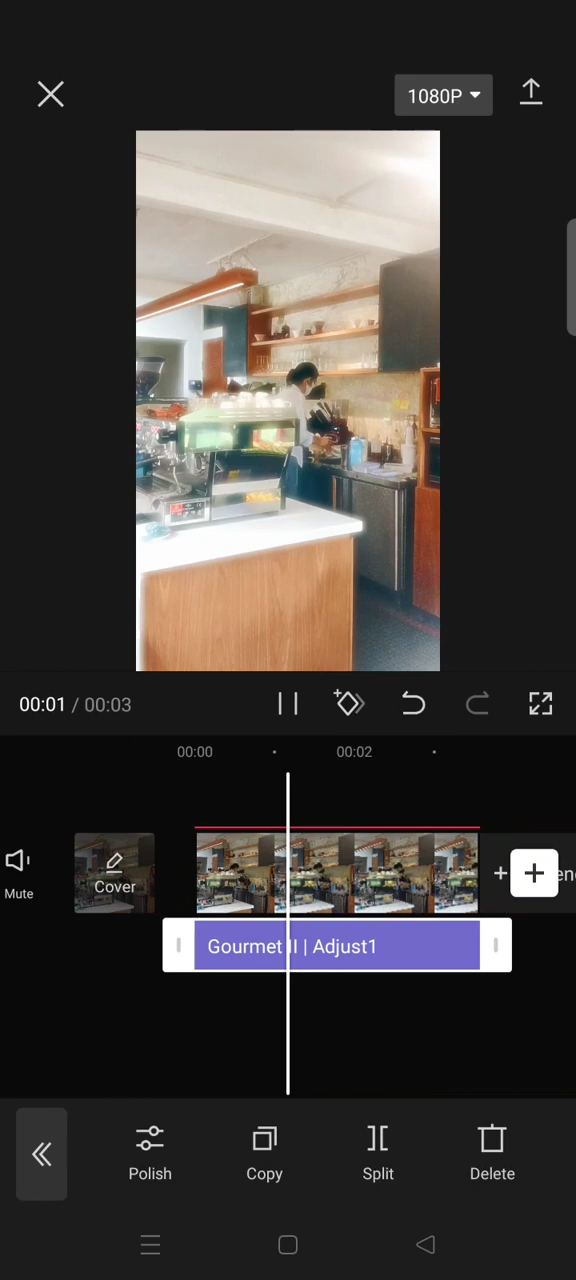 1080P
00:01 / 00:03
00:00
00:02
Mute
Cover
Gourmet II | Adjust1
Polish
Copy
Split
Delete